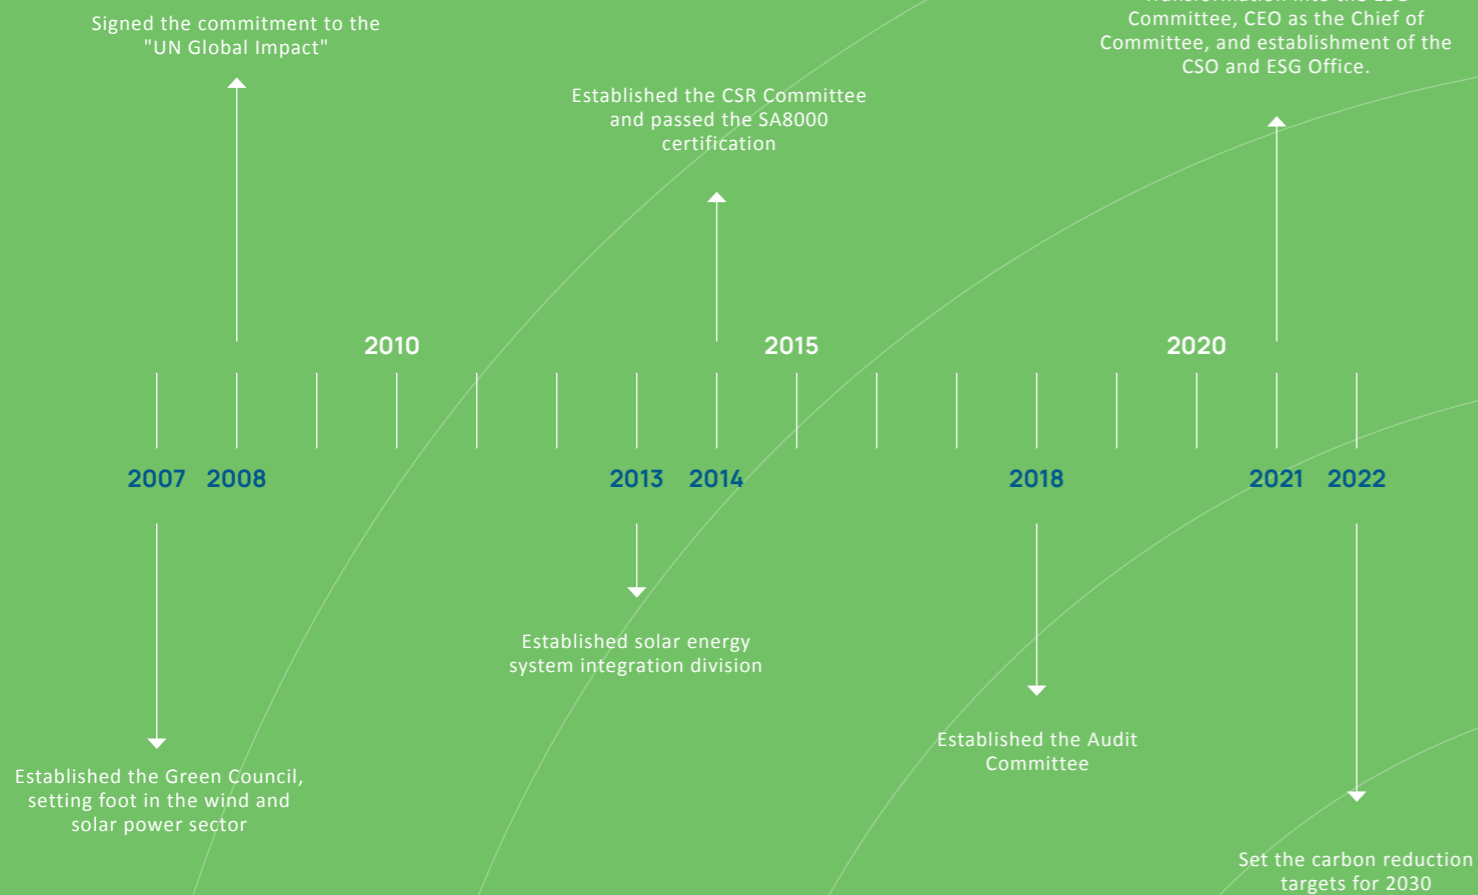 Signed the commitment to the
"UN Global Impact"
Established the CSR Committee
and passed the SA8000
certification
Committee, CEO as the Chief of
Committee, and establishment of the
CSO and ESG Office.
2010
2015
2020
2007
2008
2013
2014
2018
2021
2022
Established solar energy
system integration division
Established the Audit
Committee
Established the Green Council,
setting foot in the wind and
solar power sector
Set the carbon reduction
targets for 2030